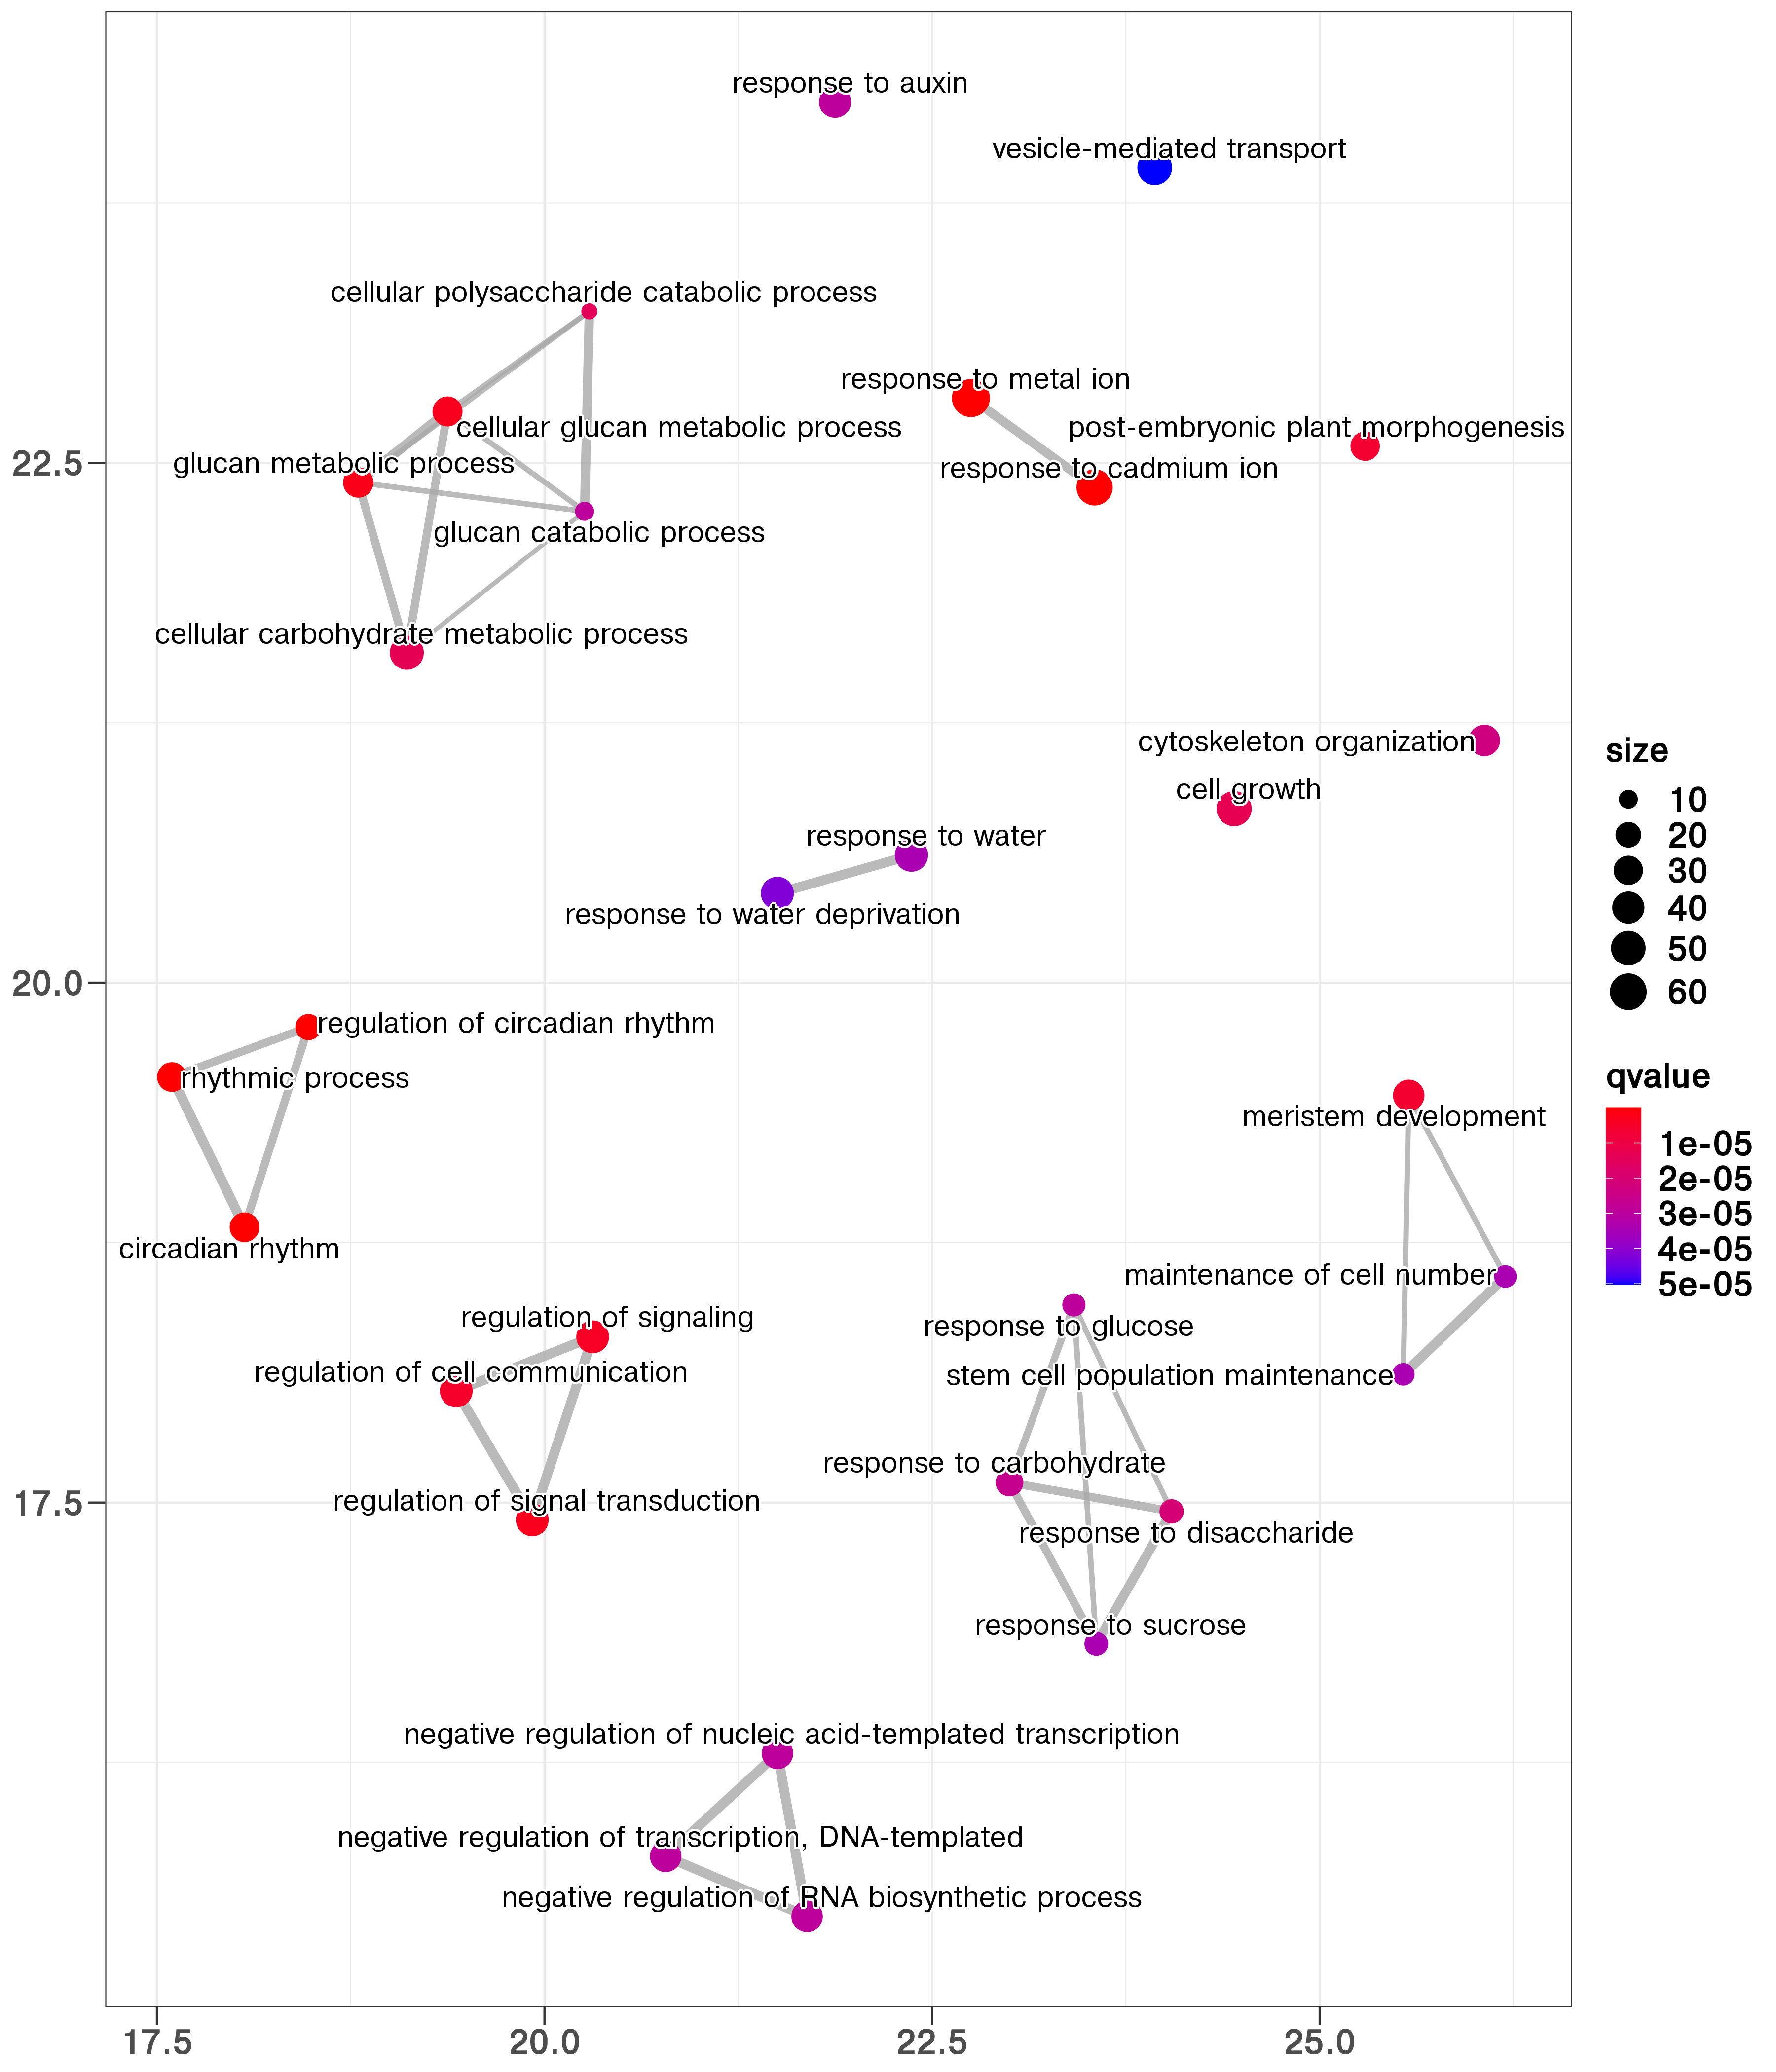 response to auxin
vesicle-mediated transport
cellular polysaccharide catabolic process
response to metal ion
cellular glucan metabolic process
post-embryonic plant morphogenesis
glucan metabolic process
response to cadmium ion
22.5
glucan catabolic process
cellular carbohydrate metabolic process
cytoskeleton organization
cell growth
response to water
response to water deprivation
20.0
regulation of circadian rhythm
rhythmic process
meristem development
circadian rhythm
maintenance of cell number
regulation of signaling
response to glucose
regulation of cell communication
stem cell population maintenance
response to carbohydrate
regulation of signal transduction
17.5
response to disaccharide
response to sucrose
negative regulation of nucleic acid-templated transcription
negative regulation of transcription, DNA-templated
negative regulation of RNA biosynthetic process
17.5
20.0
22.5
25.0
size
10
20
30
40
50
60
qvalue
1e-05
2e-05
3e-05
4e-05
5e-05